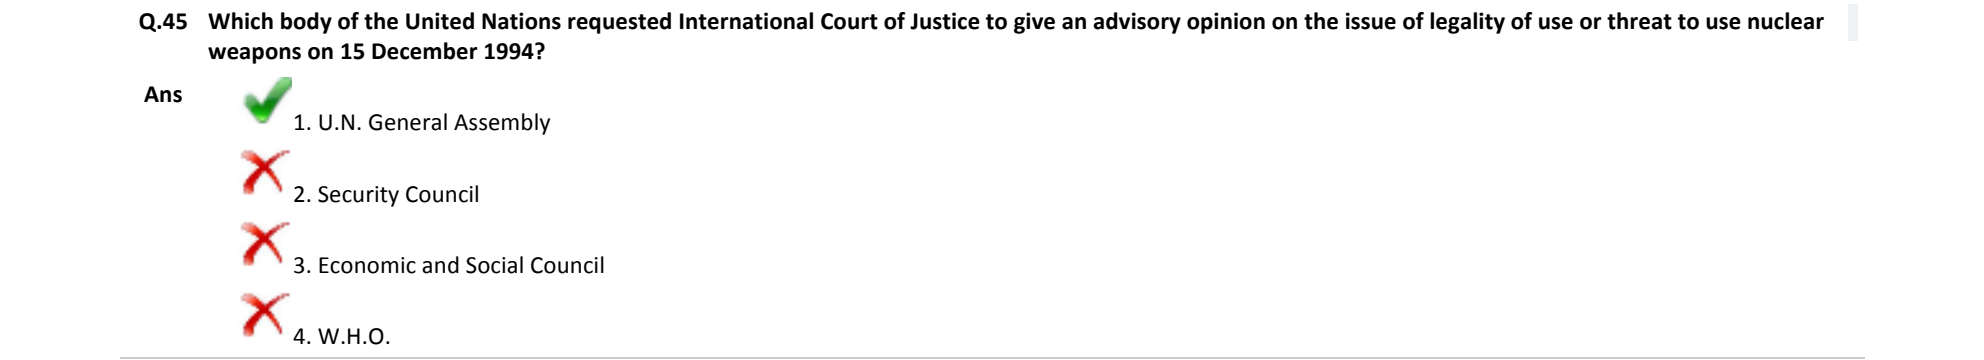 Q.45 Which body of the United Nations requested International Court of Justice to give an advisory opinion on the issue of legality of use or threat to use nuclear
weapons on 15 December 1994?
Ans
1. U.N. General Assembly
2. Security Council
3. Economic and Social Council
4. W.H.O.